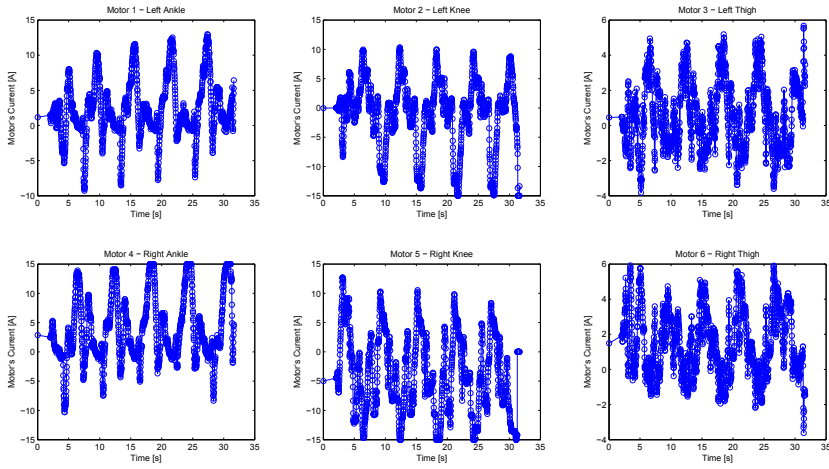 Motor 1 − Left Ankle
Motor 2 − Left Knee
Motor 3 − Left Thigh
15
10
5
0
−5
−10
Motor's Current [A]
0 5 10 15 20 25 30 35
Time [s]
15
10
5
0
−5
−10
−15
Motor's Current [A]
0 5 10 15 20 25 30 35
Time [s]
6
4
2
0
−2
−4
Motor's Current [A]
0 5 10 15 20 25 30 35
Time [s]
Motor 4 − Right Ankle
Motor 5 − Right Knee
Motor 6 − Right Thigh
15
10
5
0
−5
−10
−15
Motor's Current [A]
0 5 10 15 20 25 30 35
Time [s]
15
10
5
0
−5
−10
−15
Motor's Current [A]
0 5 10 15 20 25 30 35
Time [s]
6
4
2
0
−2
−4
Motor's Current [A]
0 5 10 15 20 25 30 35
Time [s]